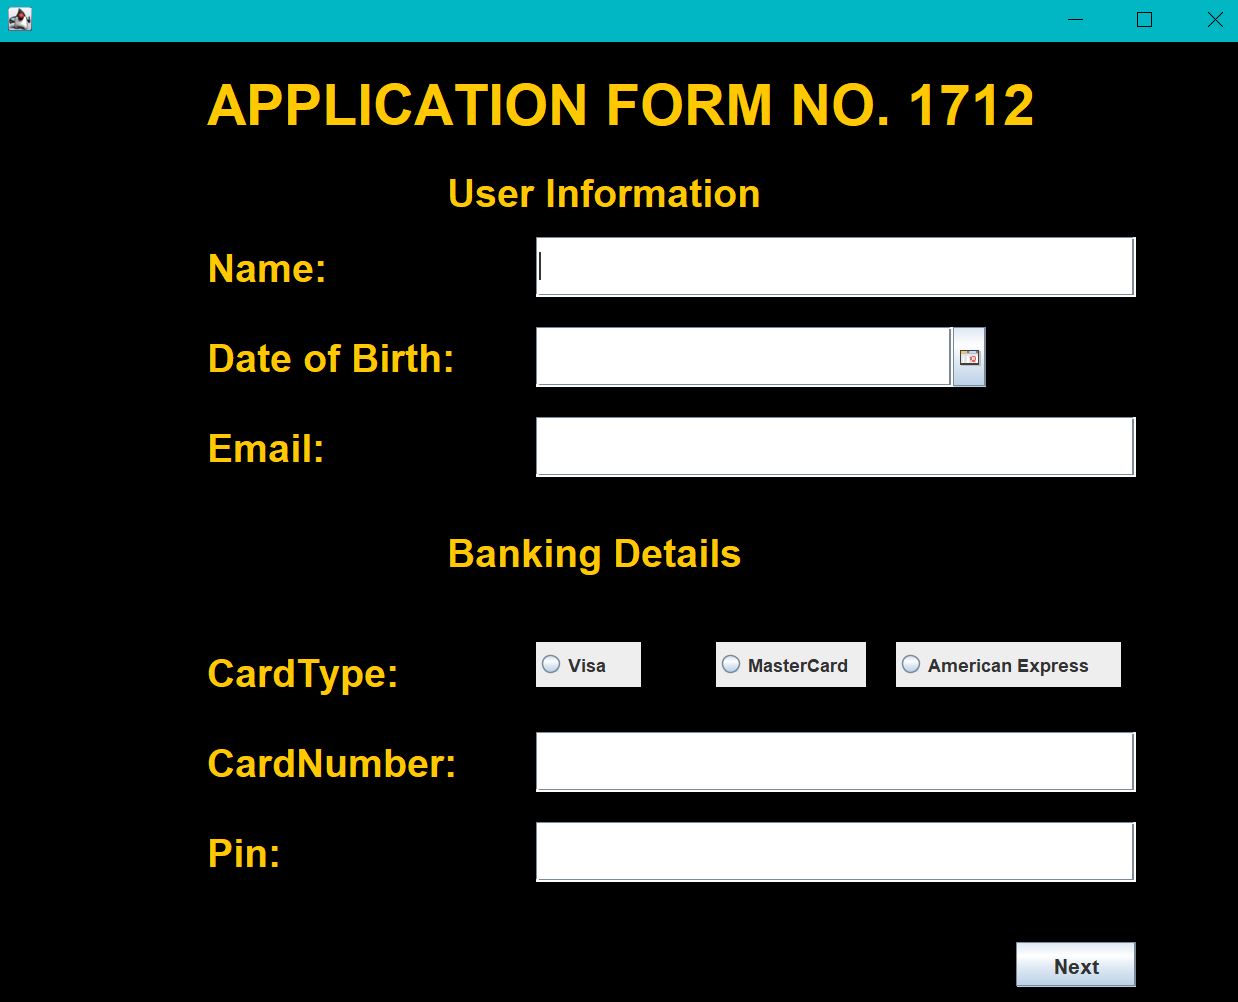 APPLICATION FORM NO. 1712
User Information
Name:
Date of Birth:
Email:
Banking Details
CardType: Visa MasterCard American Express
CardNumber:
Pin:
Next